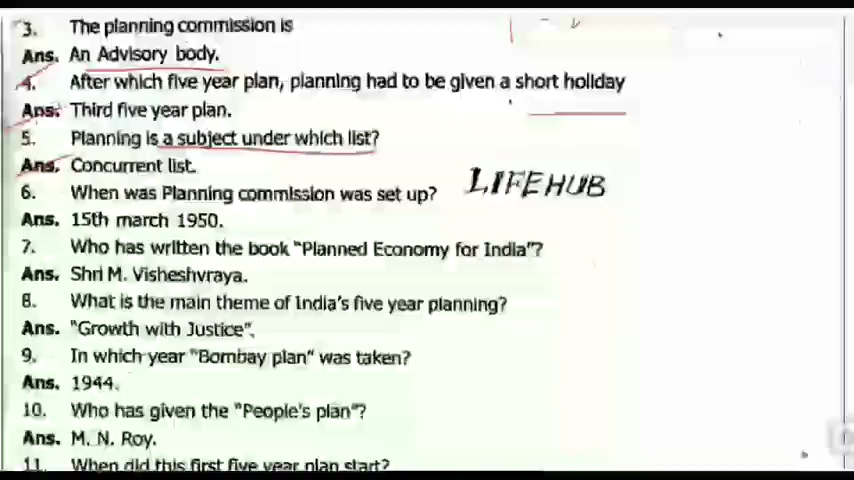 3. The planning commission is
Ans. An Advisory body.
4. After which five year plan, planning had to be given a short holiday
Ans: Third five year plan.
5. Planning is a subject under which list?
Ans. Concurrent list.
6. When was Planning commission was set up?
LIFEHUB
Ans. 15th march 1950.
7. Who has written the book "Planned Economy for India"?
Ans. Shri M. Visheshvraya.
8. What is the main theme of India's five year planning?
Ans. "Growth with Justice".
9. In which year "Bombay plan" was taken?
Ans. 1944.
10. Who has given the "People's plan"?
Ans. M. N. Roy.
11. When did this first five year plan start?